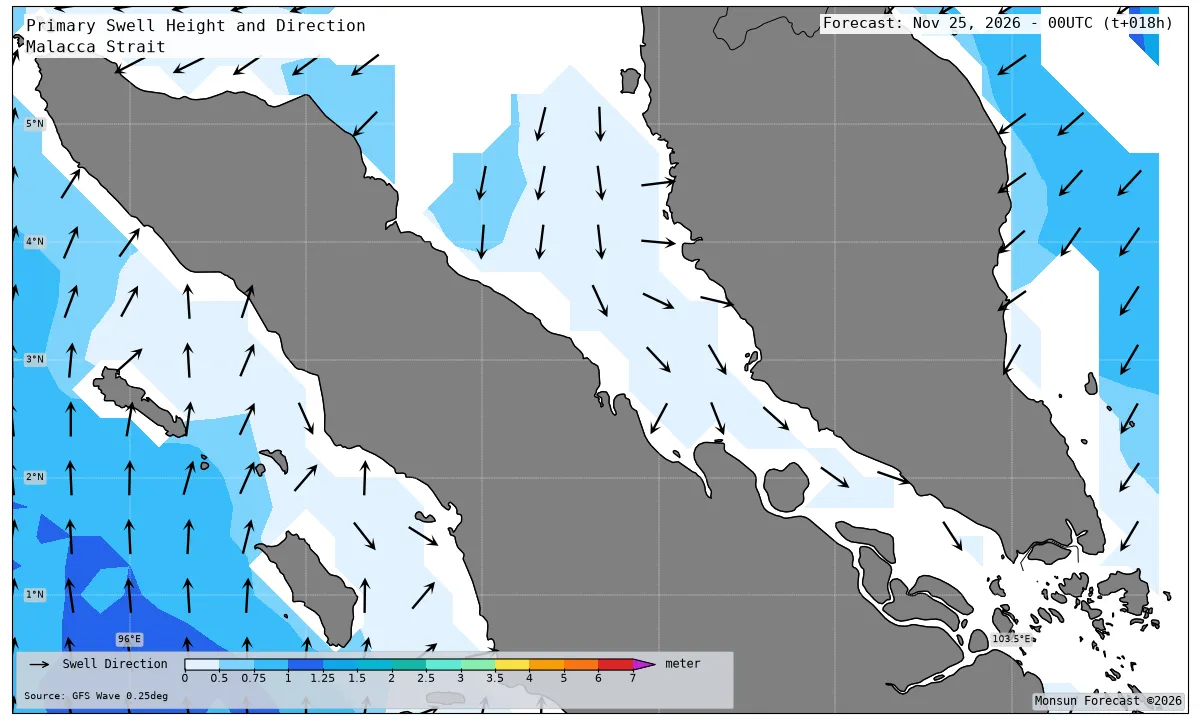 Primary Swell Height and Direction
Malacca Strait
Forecast: Nov 25, 2026 - 00UTC (t+018h)
5°N
4°N
3°N
2°N
1°N
96°E
103.5°E
Swell Direction
meter
0 0.5 0.75 1 1.25 1.5 2 2.5 3 3.5 4 5 6 7
Source: GFS Wave 0.25deg
Monsun Forecast ©2026